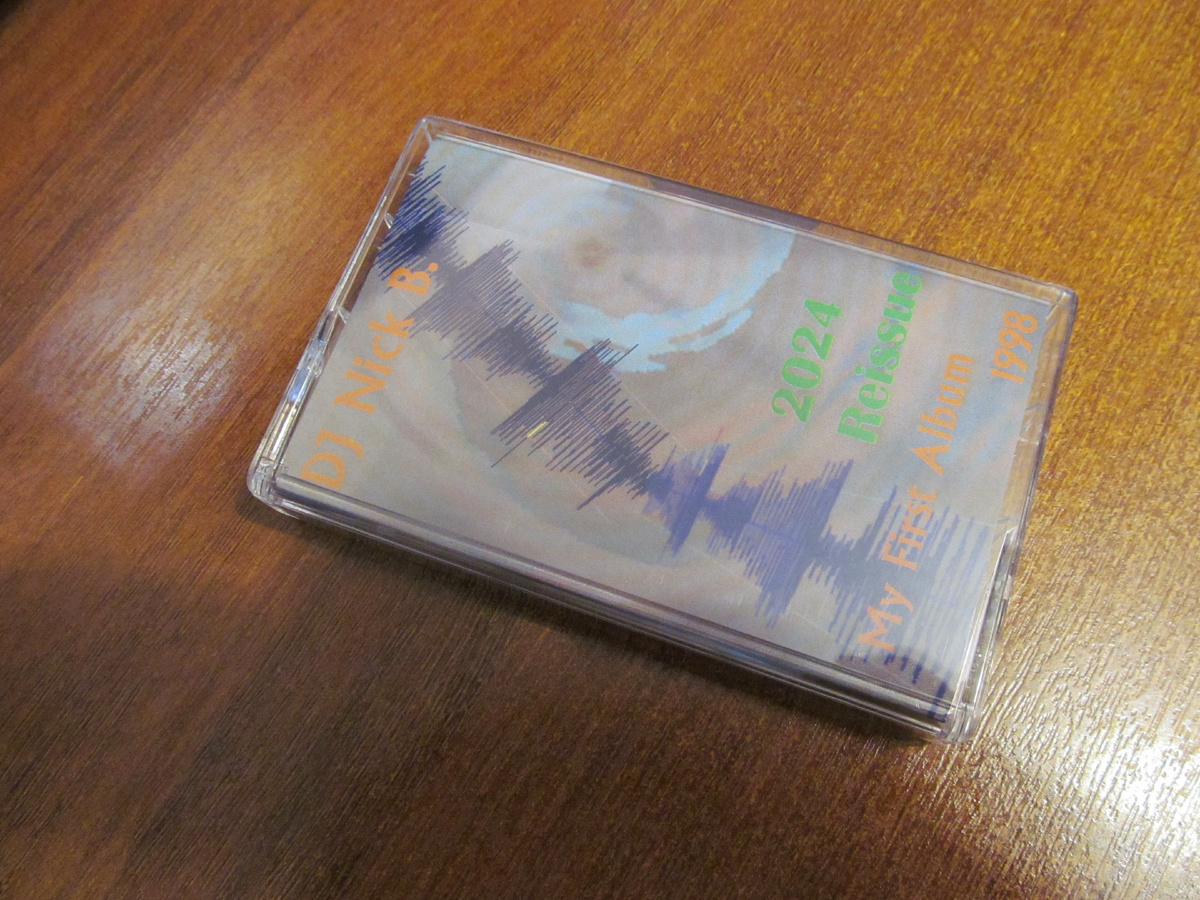 DJ Nick B.
2024
Reissue
My First Album
1998